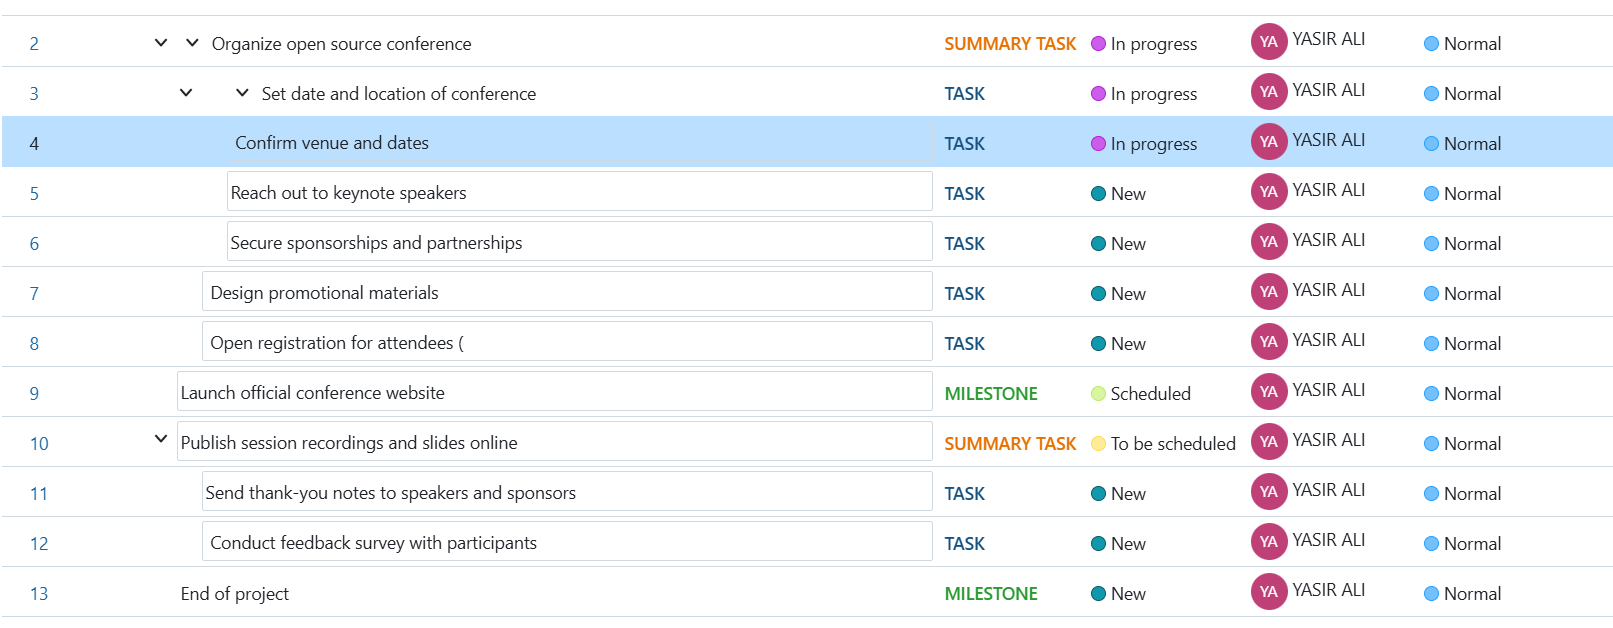 2 Organize open source conference SUMMARY TASK In progress YA YASIR ALI Normal
3 Set date and location of conference TASK In progress YA YASIR ALI Normal
4 Confirm venue and dates TASK In progress YA YASIR ALI Normal
5 Reach out to keynote speakers TASK New YA YASIR ALI Normal
6 Secure sponsorships and partnerships TASK New YA YASIR ALI Normal
7 Design promotional materials TASK New YA YASIR ALI Normal
8 Open registration for attendees ( TASK New YA YASIR ALI Normal
9 Launch official conference website MILESTONE Scheduled YA YASIR ALI Normal
10 Publish session recordings and slides online SUMMARY TASK To be scheduled YA YASIR ALI Normal
11 Send thank-you notes to speakers and sponsors TASK New YA YASIR ALI Normal
12 Conduct feedback survey with participants TASK New YA YASIR ALI Normal
13 End of project MILESTONE New YA YASIR ALI Normal